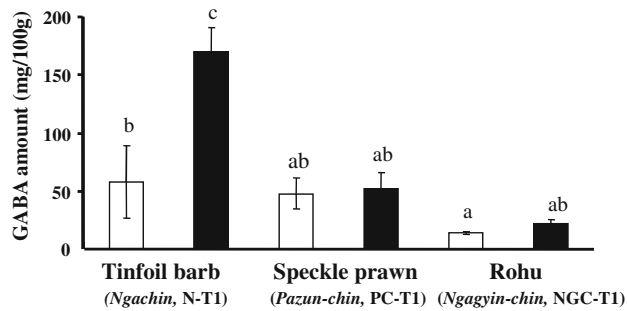 GABA amount (mg/100g)
200
150
100
50
0
b
c
ab
ab
a
ab
Tinfoil barb
(Ngachin, N-T1)
Speckle prawn
(Pazun-chin, PC-T1)
Rohu
(Ngagyin-chin, NGC-T1)